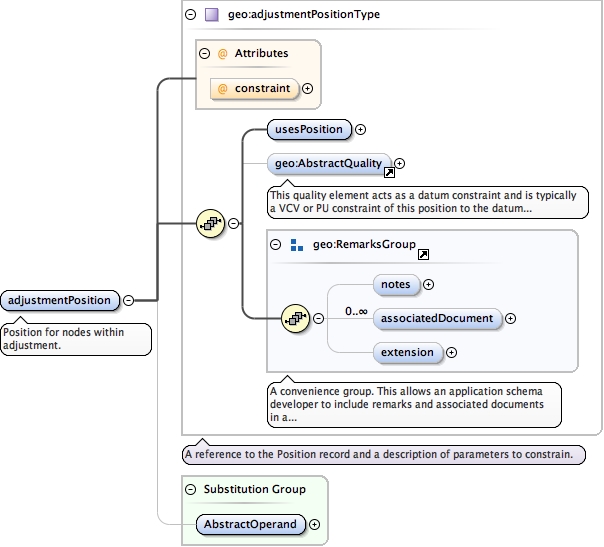 geo:adjustmentPositionType
@ Attributes
@ constraint
usesPosition
geo:AbstractQuality
This quality element acts as a datum constraint and is typically
a VCV or PU constraint of this position to the datum...
geo:RemarksGroup
notes
0..∞
associatedDocument
extension
A convenience group. This allows an application schema
developer to include remarks and associated documents
in a...
adjustmentPosition
Position for nodes within
adjustment.
A reference to the Position record and a description of parameters to constrain.
Substitution Group
AbstractOperand